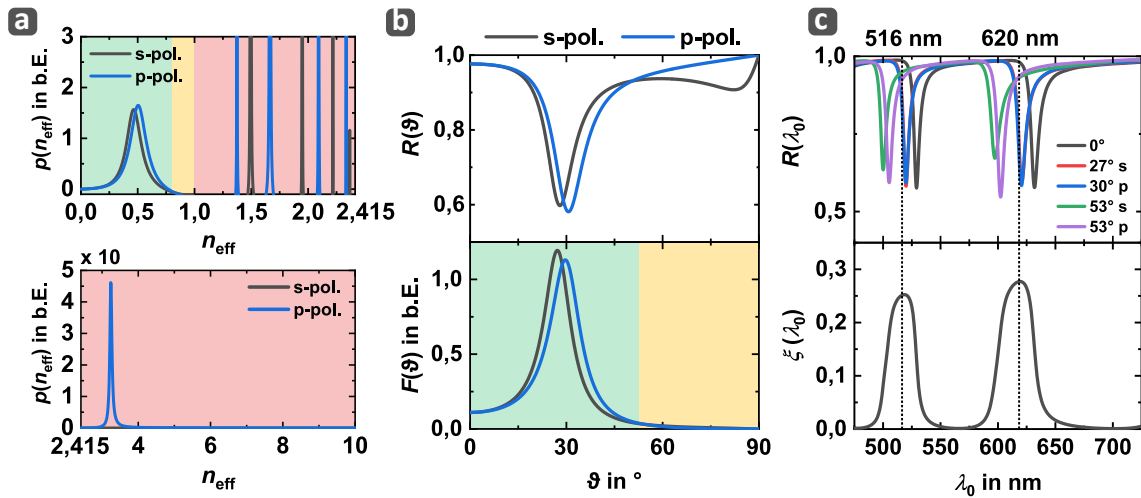 a
3
2
1
0
p(n_eff) in b.E.
s-pol.
p-pol.
0,0 0,5 1,0 1,5 2,0 2,415
n_eff
x 10
5
4
3
2
1
0
p(n_eff) in b.E.
s-pol.
p-pol.
2,415 4 6 8 10
n_eff
b
s-pol. p-pol.
1,0
0,8
0,6
R(ϑ)
1,0
0,5
0,0
F(ϑ) in b.E.
0 30 60 90
ϑ in °
c
516 nm 620 nm
1,0
0,5
R(λ₀)
0°
27° s
30° p
53° s
53° p
0,3
0,2
0,1
0,0
ξ (λ₀)
500 550 600 650 700
λ₀ in nm